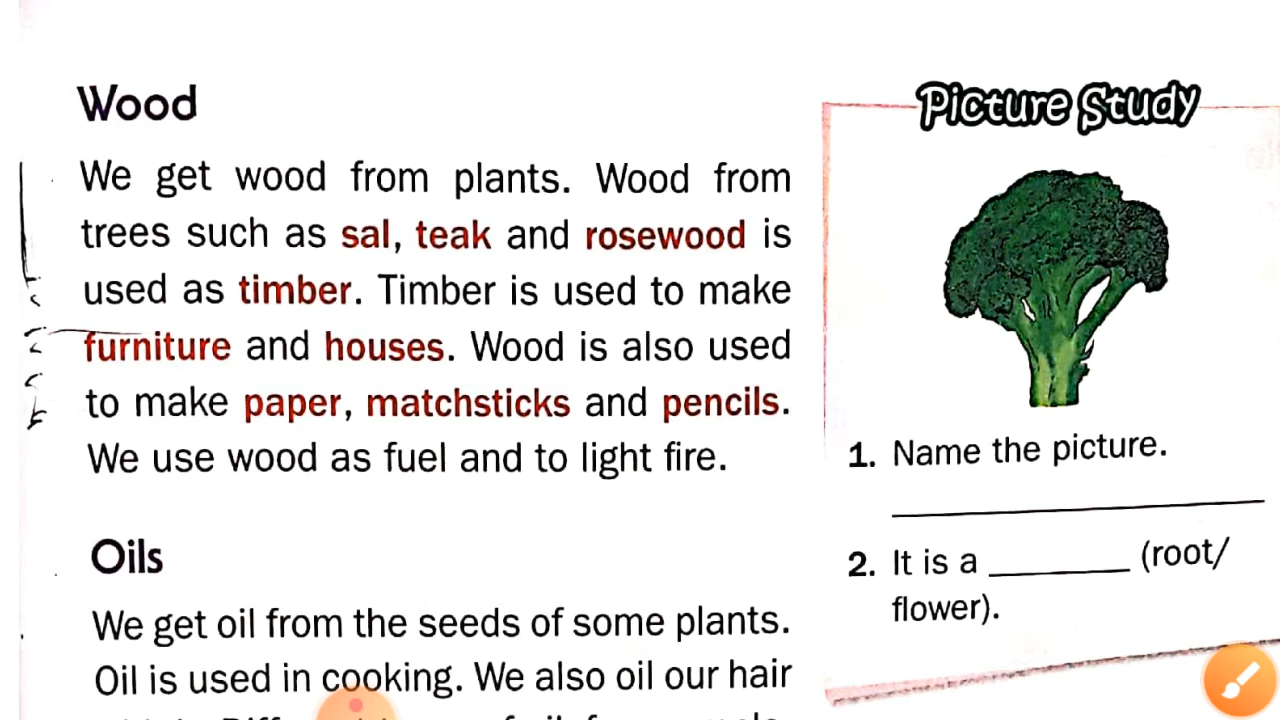 Wood
We get wood from plants. Wood from
trees such as sal, teak and rosewood is
used as timber. Timber is used to make
furniture and houses. Wood is also used
to make paper, matchsticks and pencils.
We use wood as fuel and to light fire.
Oils
We get oil from the seeds of some plants.
Oil is used in cooking. We also oil our hair
Picture Study
1. Name the picture.
2. It is a ________ (root/
flower).